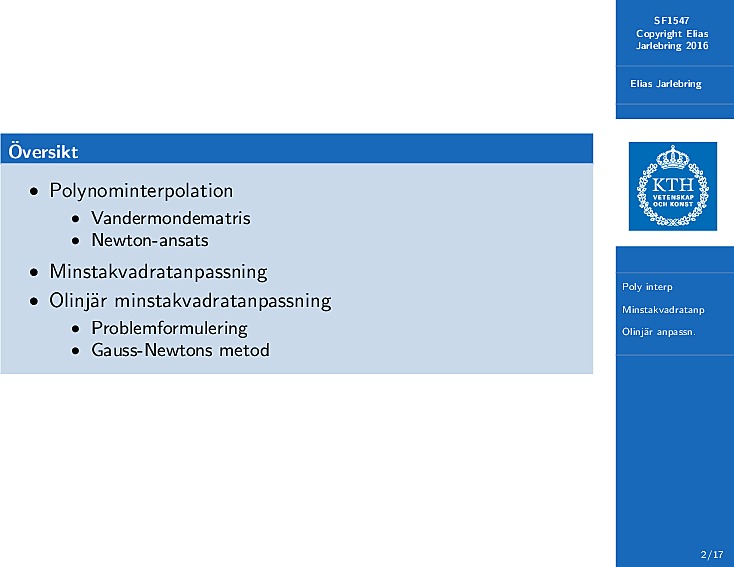 Översikt
• Polynominterpolation
• Vandermondematris
• Newton-ansats
• Minstakvadratanpassning
• Olinjär minstakvadratanpassning
• Problemformulering
• Gauss-Newtons metod
SF1547
Copyright Elias
Jarlebring 2016
Elias Jarlebring
KTH
VETENSKAP
OCH KONST
Poly interp
Minstakvadratanp
Olinjär anpassn.
2/17